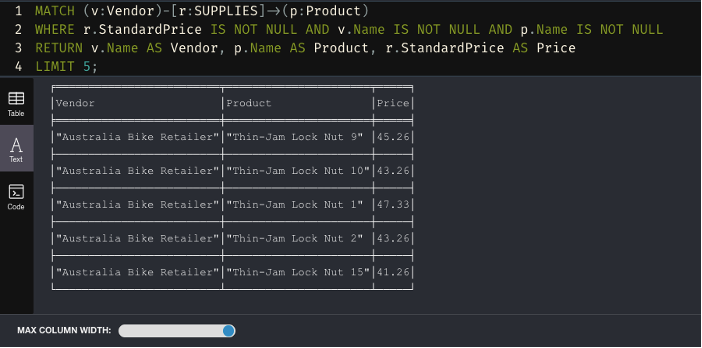 1 MATCH (v:Vendor)-[r:SUPPLIES]->(p:Product)
2 WHERE r.StandardPrice IS NOT NULL AND v.Name IS NOT NULL AND p.Name IS NOT NULL
3 RETURN v.Name AS Vendor, p.Name AS Product, r.StandardPrice AS Price
4 LIMIT 5;
Table
Text
Code
|Vendor |Product |Price|
|"Australia Bike Retailer"|"Thin-Jam Lock Nut 9" |45.26|
|"Australia Bike Retailer"|"Thin-Jam Lock Nut 10"|43.26|
|"Australia Bike Retailer"|"Thin-Jam Lock Nut 1" |47.33|
|"Australia Bike Retailer"|"Thin-Jam Lock Nut 2" |43.26|
|"Australia Bike Retailer"|"Thin-Jam Lock Nut 15"|41.26|
MAX COLUMN WIDTH: